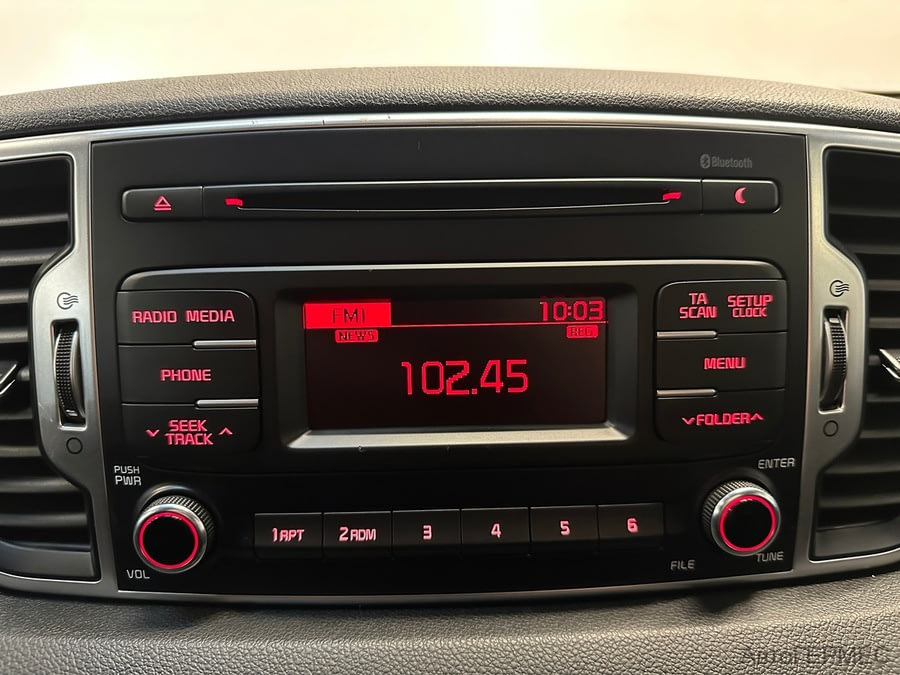 Bluetooth
RADIO MEDIA
PHONE
SEEK
TRACK
FM1
10:03
NEWS
REG
102.45
TA
SCAN
SETUP
CLOCK
MENU
FOLDER
PUSH
PWR
VOL
1 RPT
2 RDM
3
4
5
6
ENTER
FILE
TUNE
АвтоГЕРМЕС